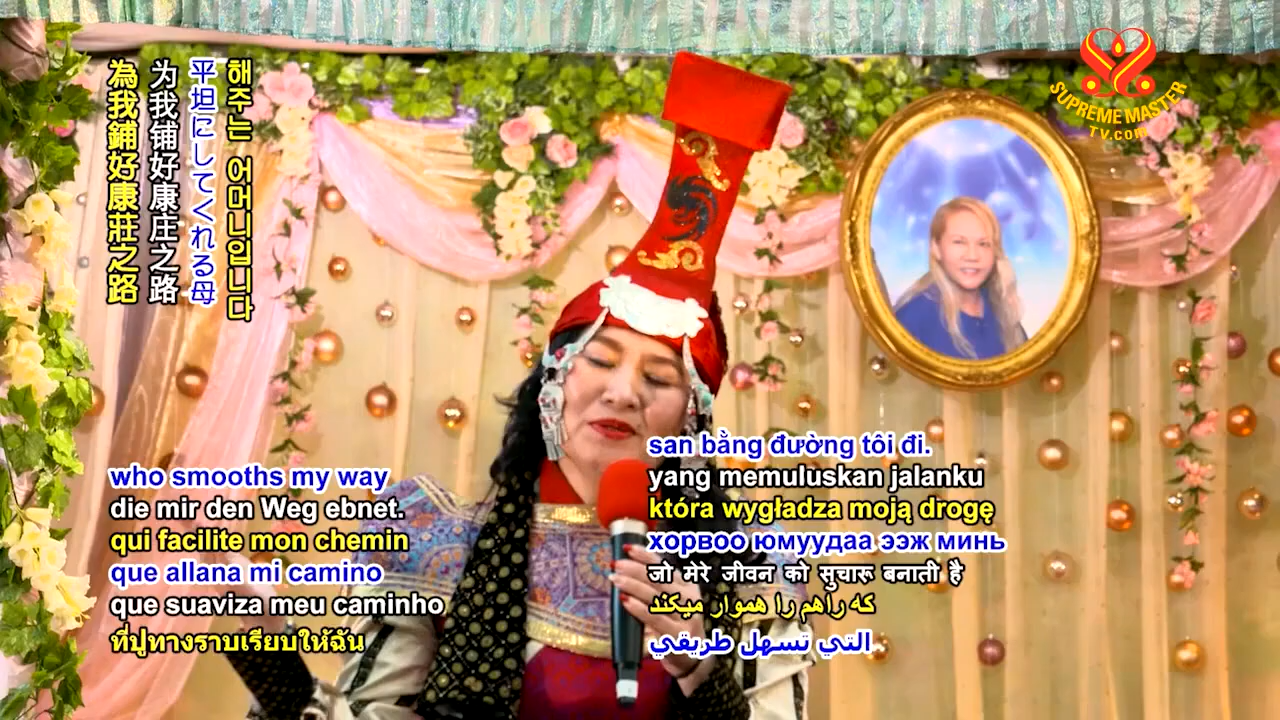 해주는 어머니입니다
平坦にしてくれる母
为我铺好康庄之路
為我鋪好康莊之路
SUPREME MASTER
TV.COM
who smooths my way
die mir den Weg ebnet.
qui facilite mon chemin
que allana mi camino
que suaviza meu caminho
ที่ปูทางราบเรียบให้ฉัน
san bằng đường tôi đi.
yang memuluskan jalanku
która wygładza moją drogę
хорвоо юмуудаа ээж минь
जो मेरे जीवन को सुचारू बनाती है
که راهم را هموار میکند
التي تسهل طريقي